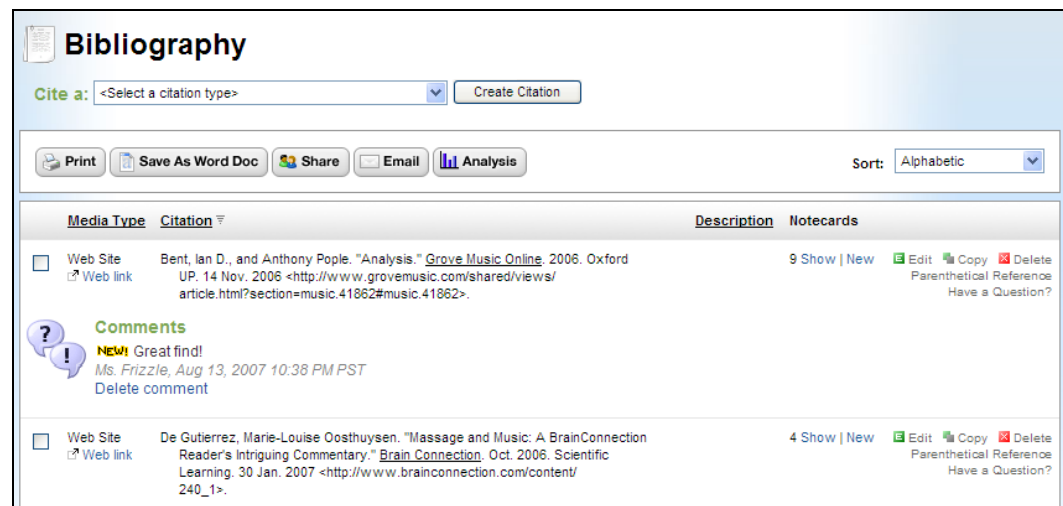 Bibliography
Cite a: <Select a citation type> Create Citation
Print Save As Word Doc Share Email Analysis Sort: Alphabetic
Media Type Citation Description Notecards
Web Site Bent, Ian D., and Anthony Pople. "Analysis." Grove Music Online. 2006. Oxford 9 Show | New Edit Copy Delete
Web link UP. 14 Nov. 2006 <http://www.grovemusic.com/shared/views/ Parenthetical Reference
article.html?section=music.41862#music.41862>. Have a Question?
? Comments
! NEW! Great find!
Ms. Frizzle, Aug 13, 2007 10:38 PM PST
Delete comment
Web Site De Gutierrez, Marie-Louise Oosthuysen. "Massage and Music: A BrainConnection 4 Show | New Edit Copy Delete
Web link Reader's Intriguing Commentary." Brain Connection. Oct. 2006. Scientific Parenthetical Reference
Learning. 30 Jan. 2007 <http://www.brainconnection.com/content/ Have a Question?
240_1>.